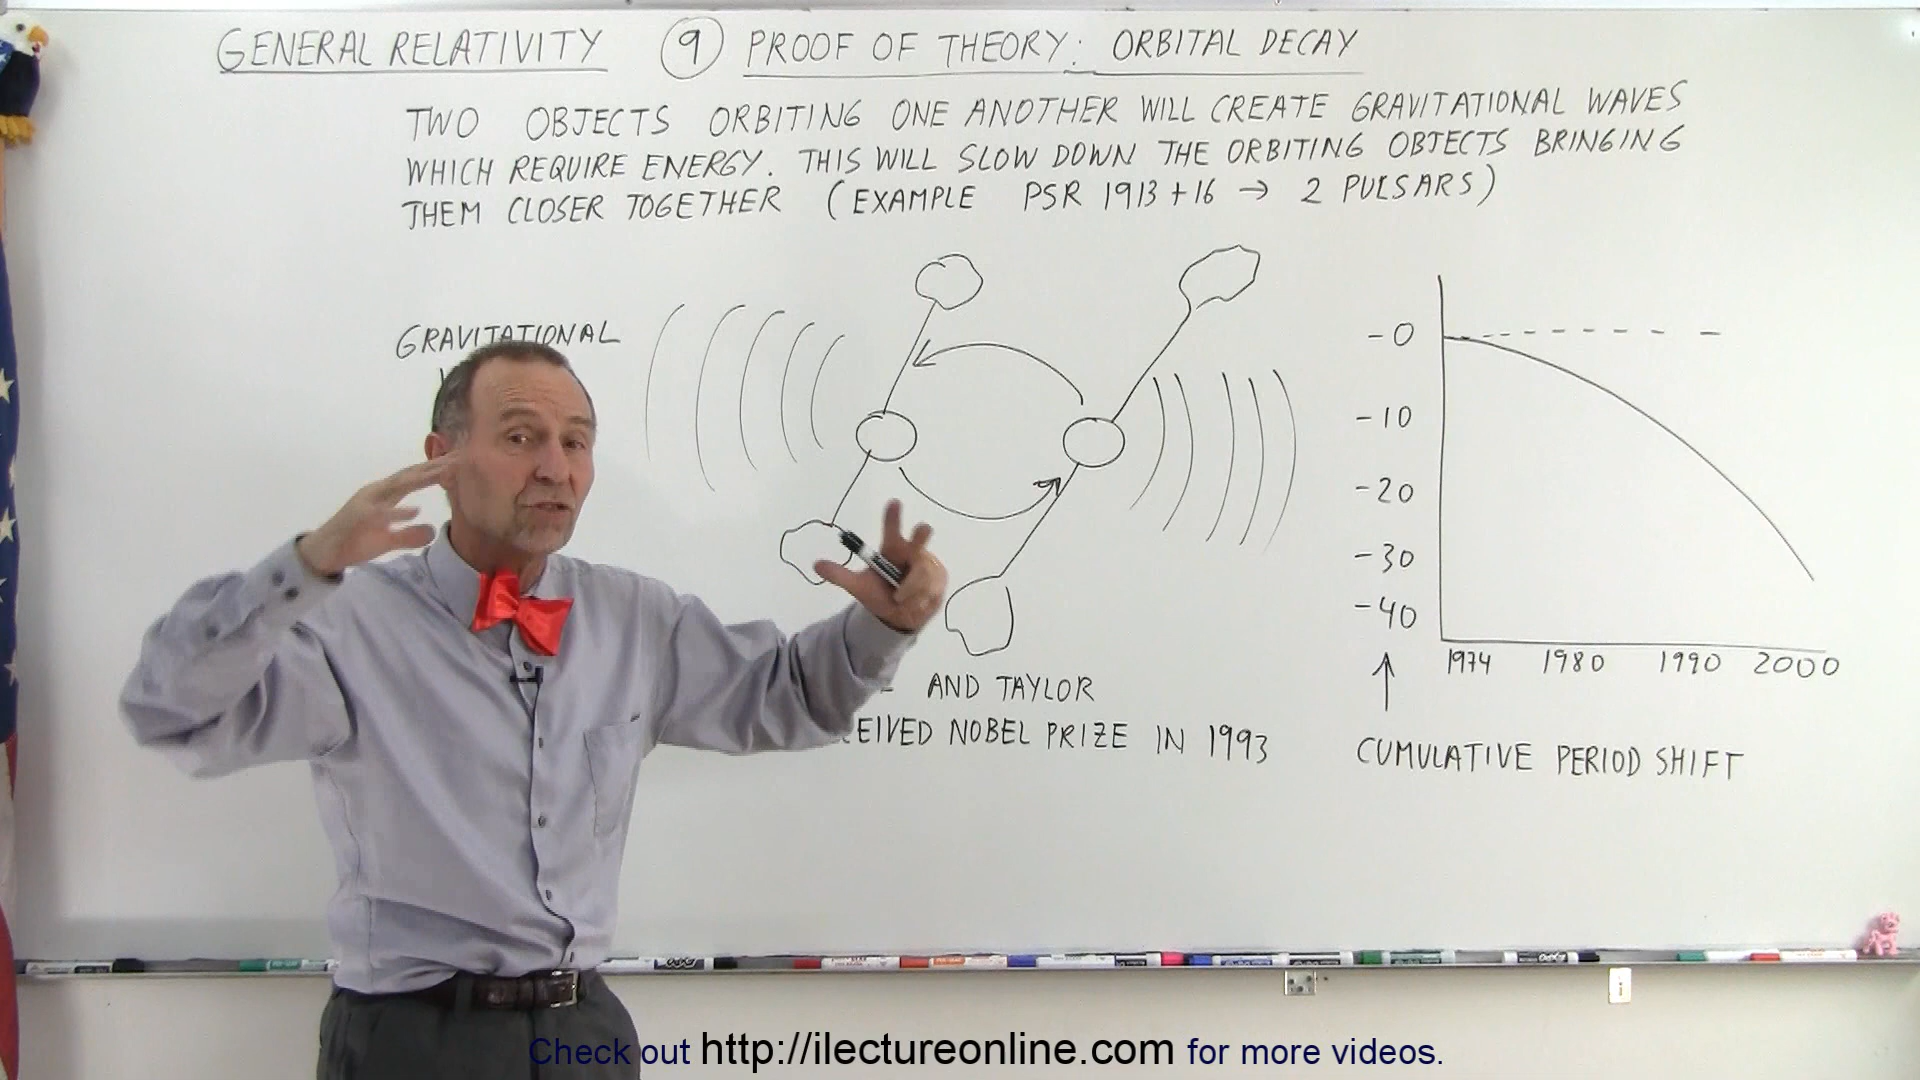 GENERAL RELATIVITY 9 PROOF OF THEORY: ORBITAL DECAY
TWO OBJECTS ORBITING ONE ANOTHER WILL CREATE GRAVITATIONAL WAVES
WHICH REQUIRE ENERGY. THIS WILL SLOW DOWN THE ORBITING OBJECTS BRINGING
THEM CLOSER TOGETHER (EXAMPLE PSR 1913+16 → 2 PULSARS)
GRAVITATIONAL
AND TAYLOR
CEIVED NOBEL PRIZE IN 1993
-0
-10
-20
-30
-40
1974 1980 1990 2000
CUMULATIVE PERIOD SHIFT
Check out http://ilectureonline.com for more videos.